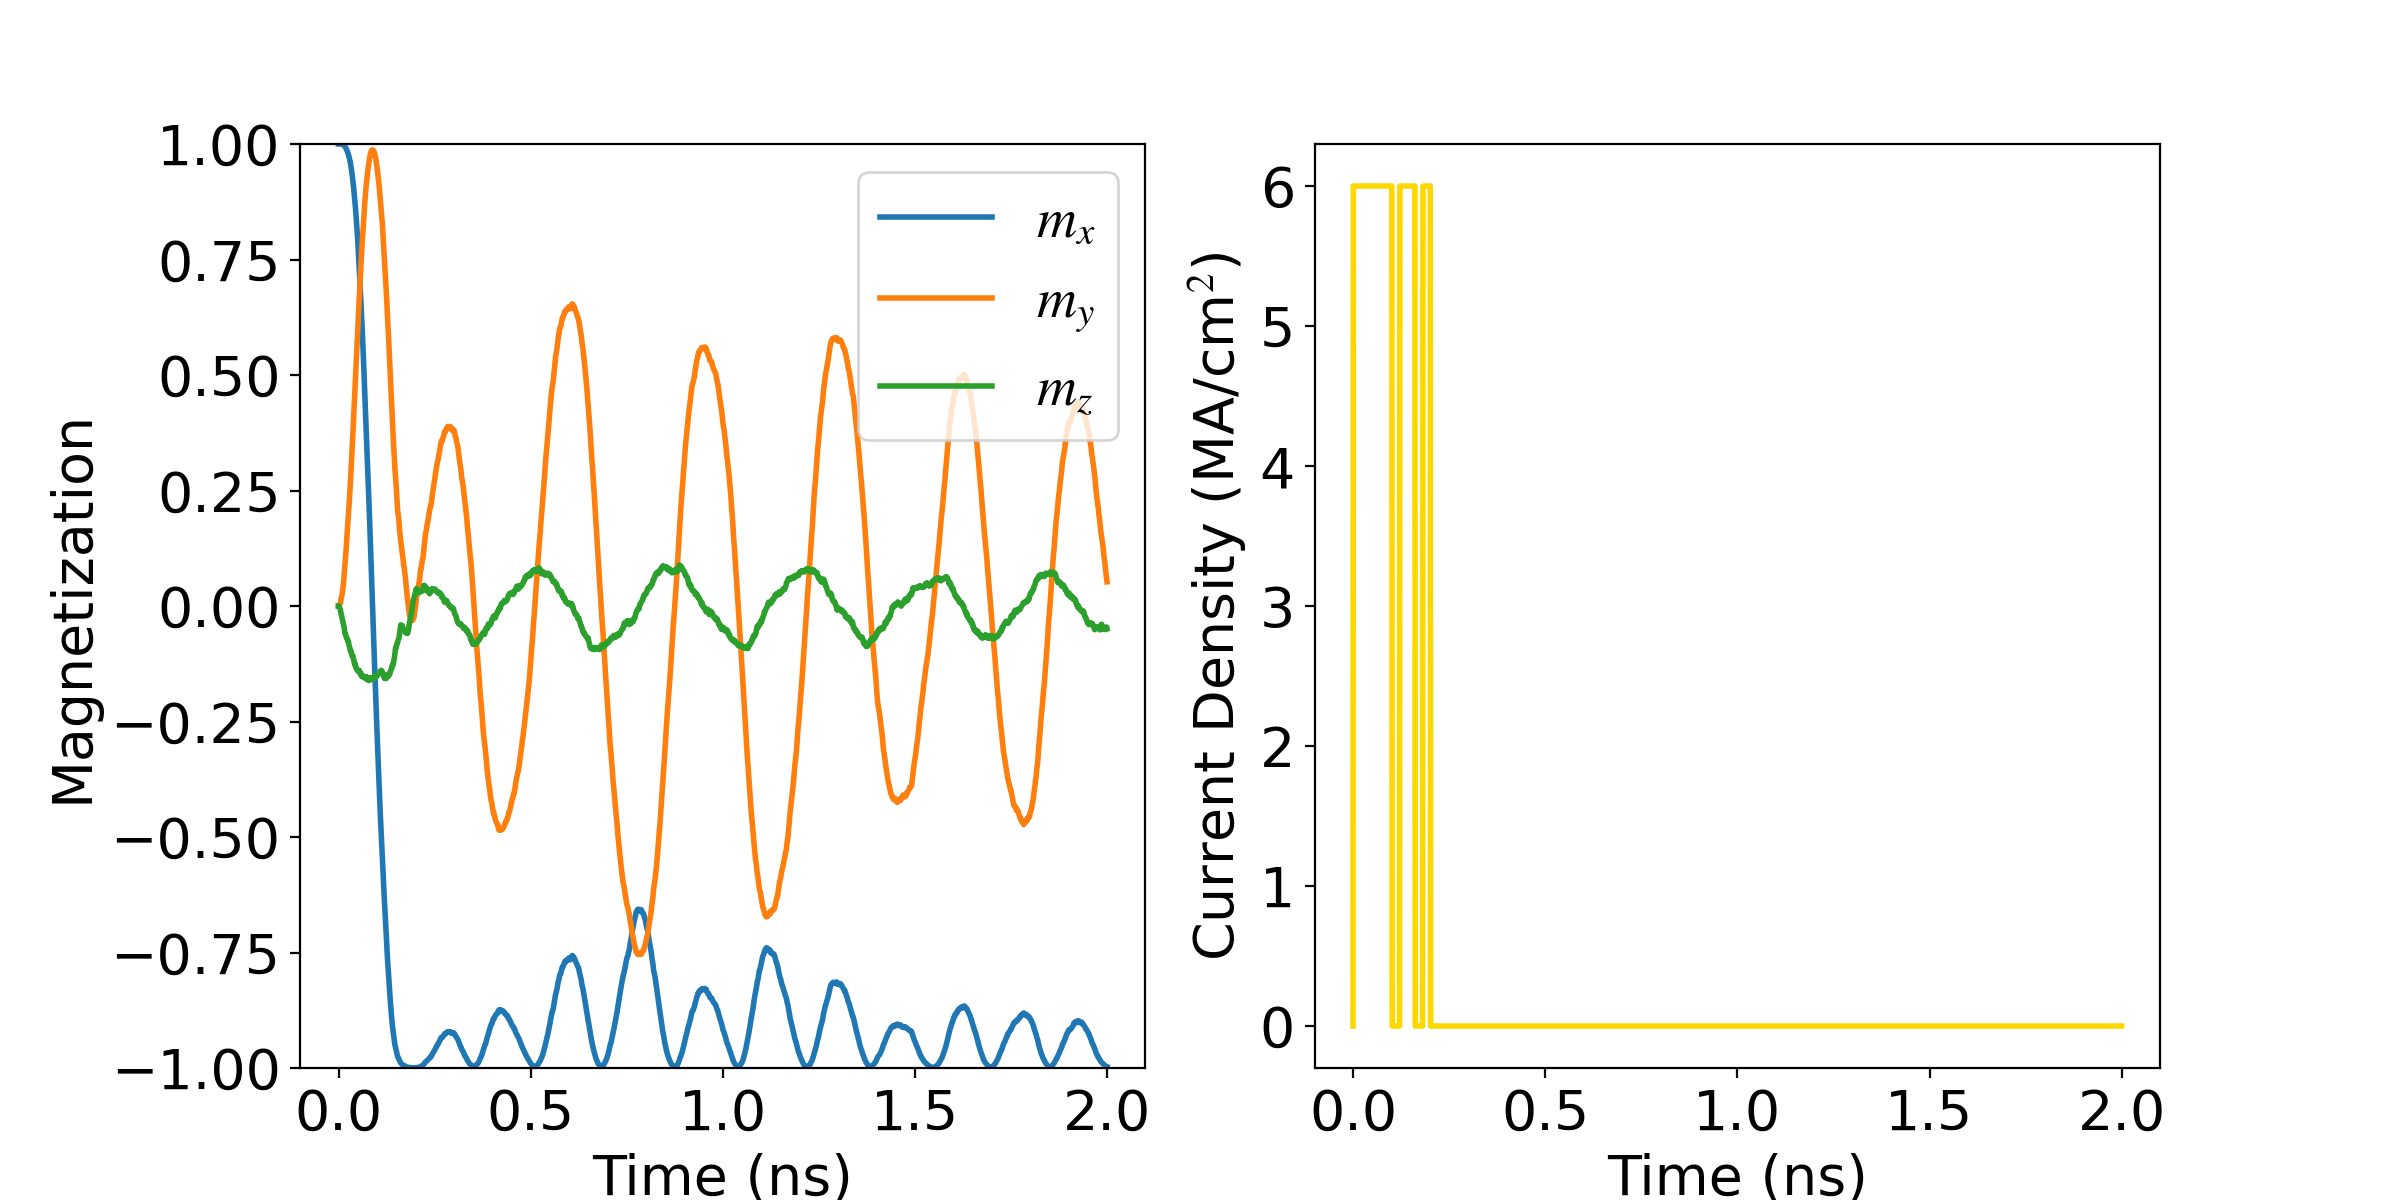 Magnetization
1.00
0.75
0.50
0.25
0.00
−0.25
−0.50
−0.75
−1.00
0.0 0.5 1.0 1.5 2.0
Time (ns)
mₓ
m_y
m_z
Current Density (MA/cm²)
6
5
4
3
2
1
0
0.0 0.5 1.0 1.5 2.0
Time (ns)